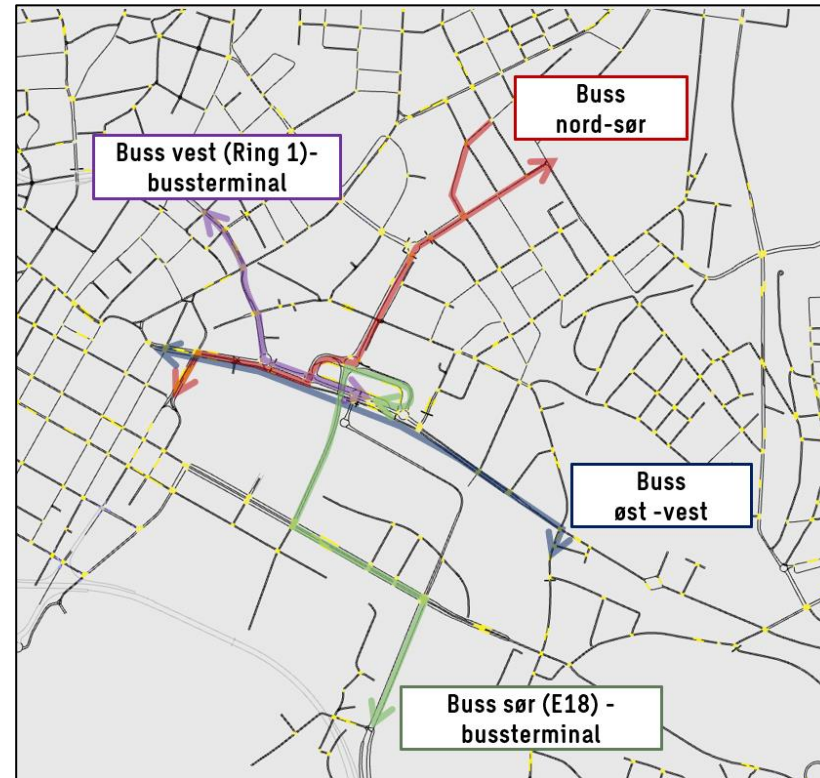 Buss
nord-sør
Buss vest (Ring 1)-
bussterminal
Buss
øst -vest
Buss sør (E18) -
bussterminal